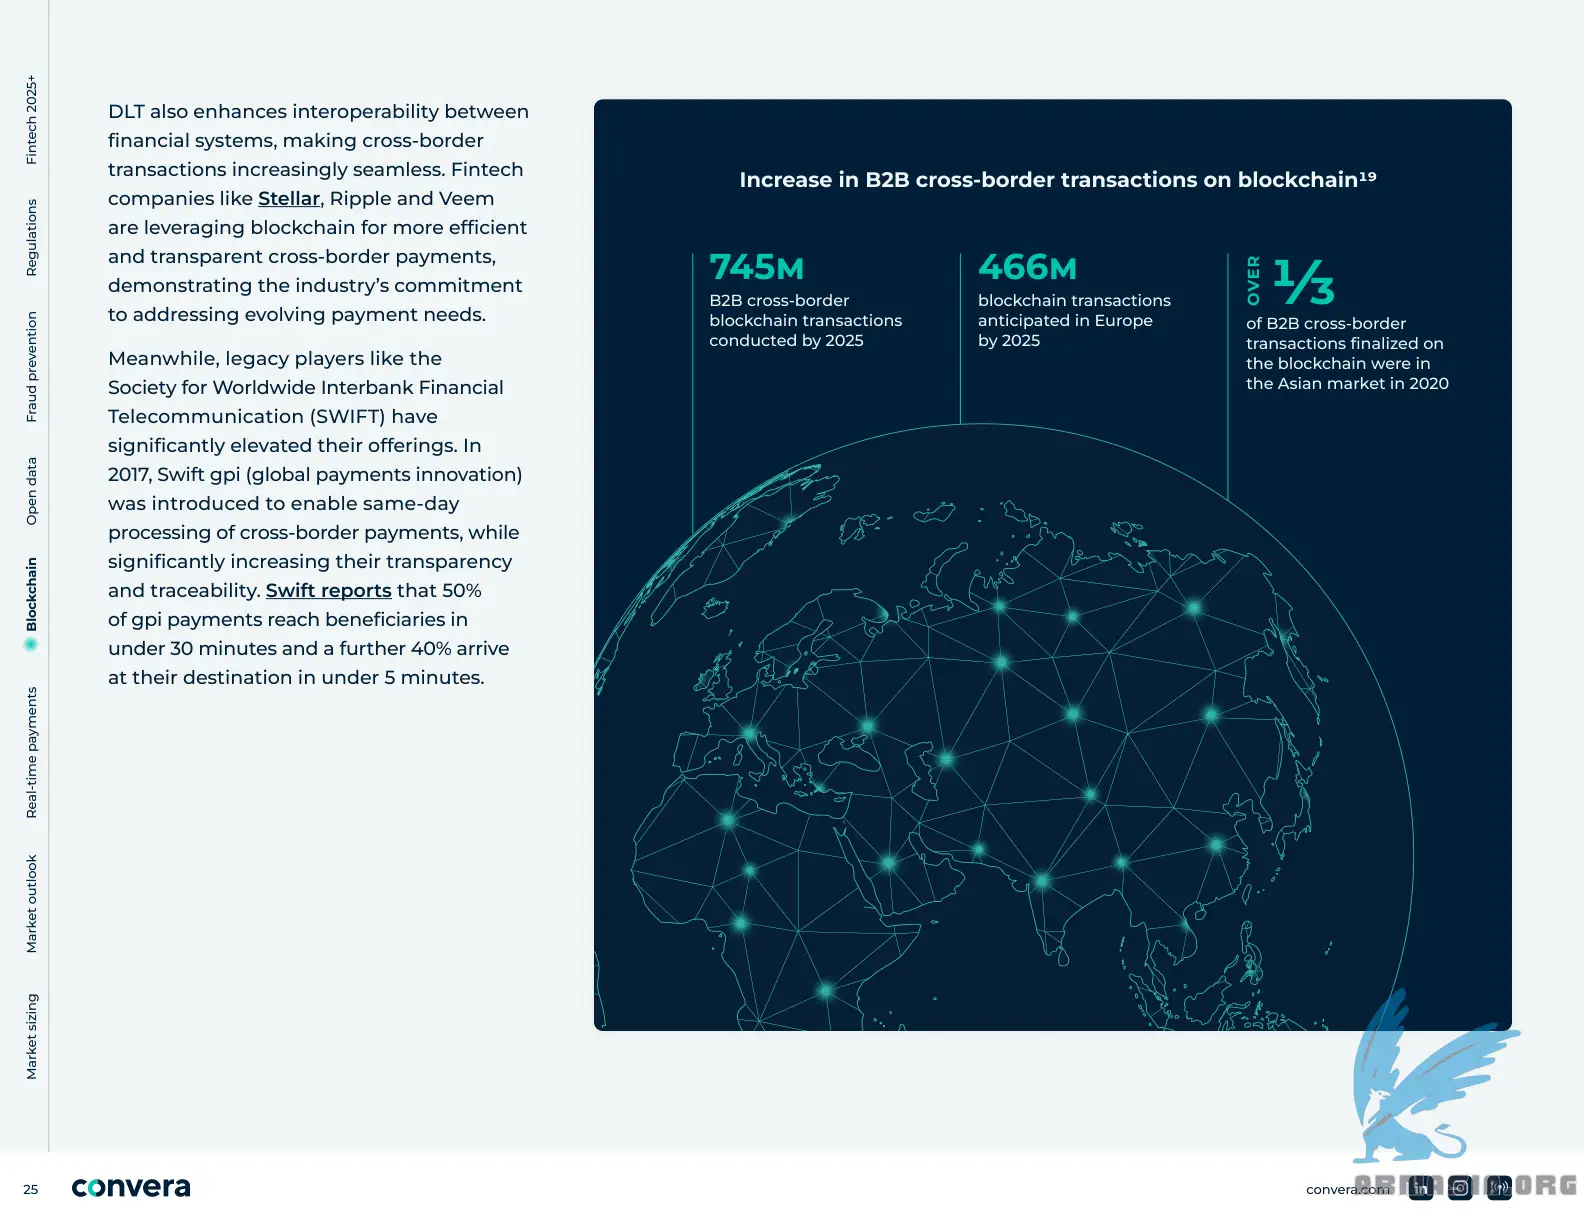 DLT also enhances interoperability between
financial systems, making cross-border
transactions increasingly seamless. Fintech
companies like Stellar, Ripple and Veem
are leveraging blockchain for more efficient
and transparent cross-border payments,
demonstrating the industry's commitment
to addressing evolving payment needs.
Meanwhile, legacy players like the
Society for Worldwide Interbank Financial
Telecommunication (SWIFT) have
significantly elevated their offerings. In
2017, Swift gpi (global payments innovation)
was introduced to enable same-day
processing of cross-border payments, while
significantly increasing their transparency
and traceability. Swift reports that 50%
of gpi payments reach beneficiaries in
under 30 minutes and a further 40% arrive
at their destination in under 5 minutes.
Increase in B2B cross-border transactions on blockchain¹⁹
745M
B2B cross-border
blockchain transactions
conducted by 2025
466M
blockchain transactions
anticipated in Europe
by 2025
OVER
⅓
of B2B cross-border
transactions finalized on
the blockchain were in
the Asian market in 2020
Fintech 2025+
Regulations
Fraud prevention
Open data
Blockchain
Real-time payments
Market outlook
Market sizing
25
convera
convera.com